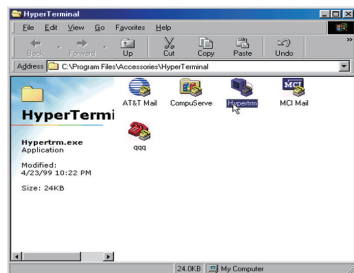 HyperTerminal
File Edit View Go Favorites Help
Back Forward Up Cut Copy Paste Undo
Address C:\Program Files\Accessories\HyperTerminal
HyperTermi
Hypertrm.exe
Application
Modified:
4/23/99 10:22 PM
Size: 24KB
AT&T Mail CompuServe Hypertrm MCI Mail
MCI
qqq
24.0KB My Computer